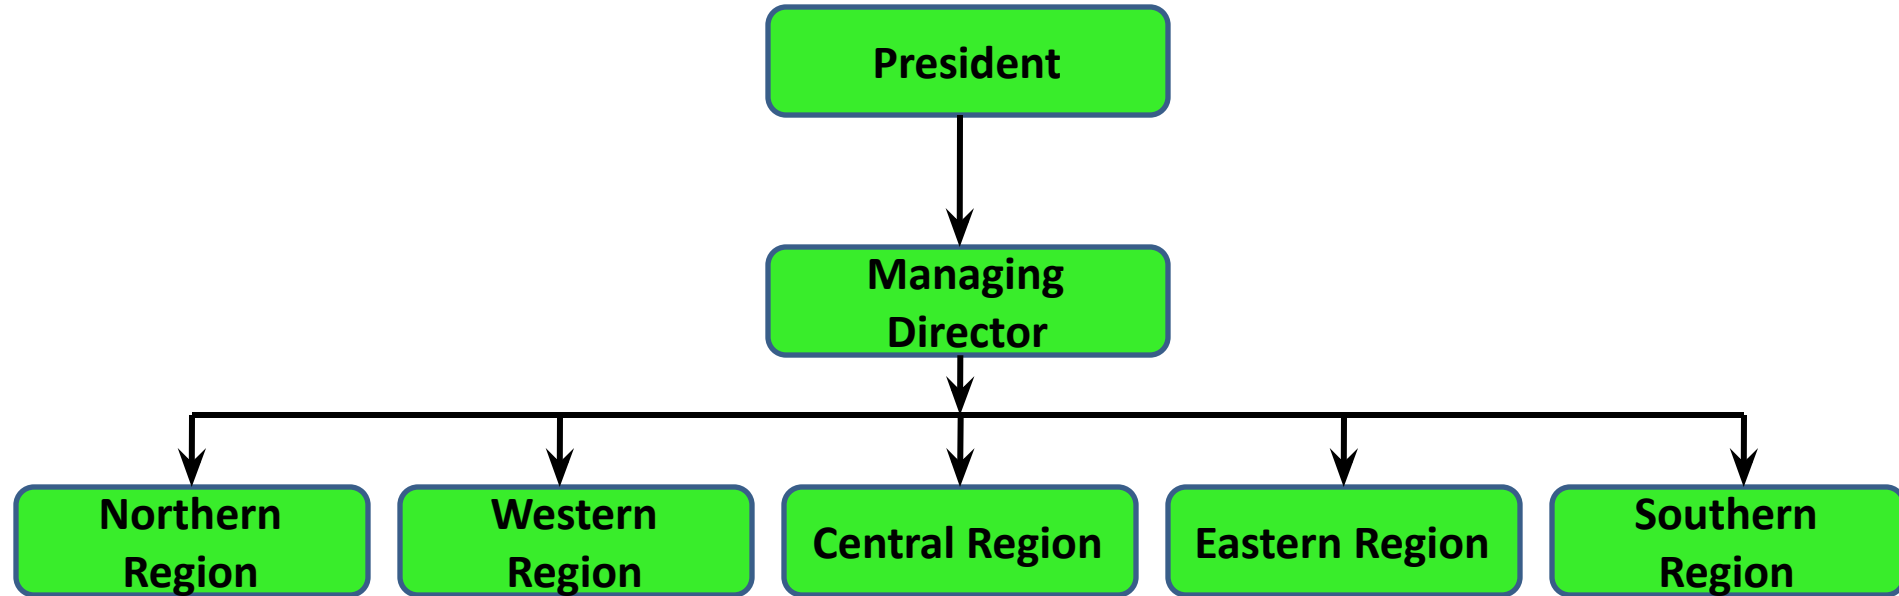 President
Managing
Director
Northern
Region
Western
Region
Central Region
Eastern Region
Southern
Region